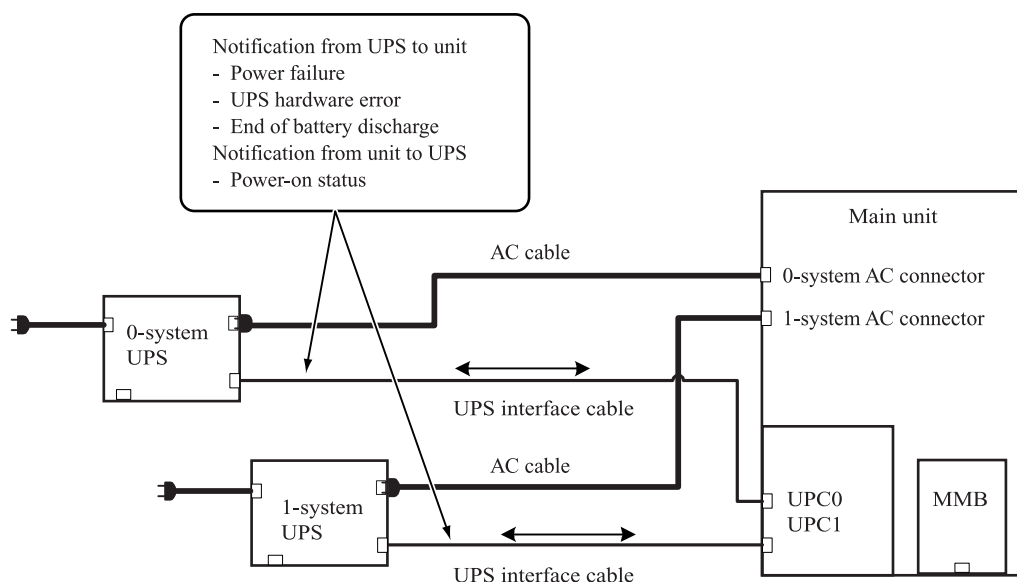 Notification from UPS to unit
- Power failure
- UPS hardware error
- End of battery discharge
Notification from unit to UPS
- Power-on status
Main unit
AC cable
0-system AC connector
1-system AC connector
0-system
UPS
UPS interface cable
AC cable
1-system
UPS
UPC0
UPC1
MMB
UPS interface cable